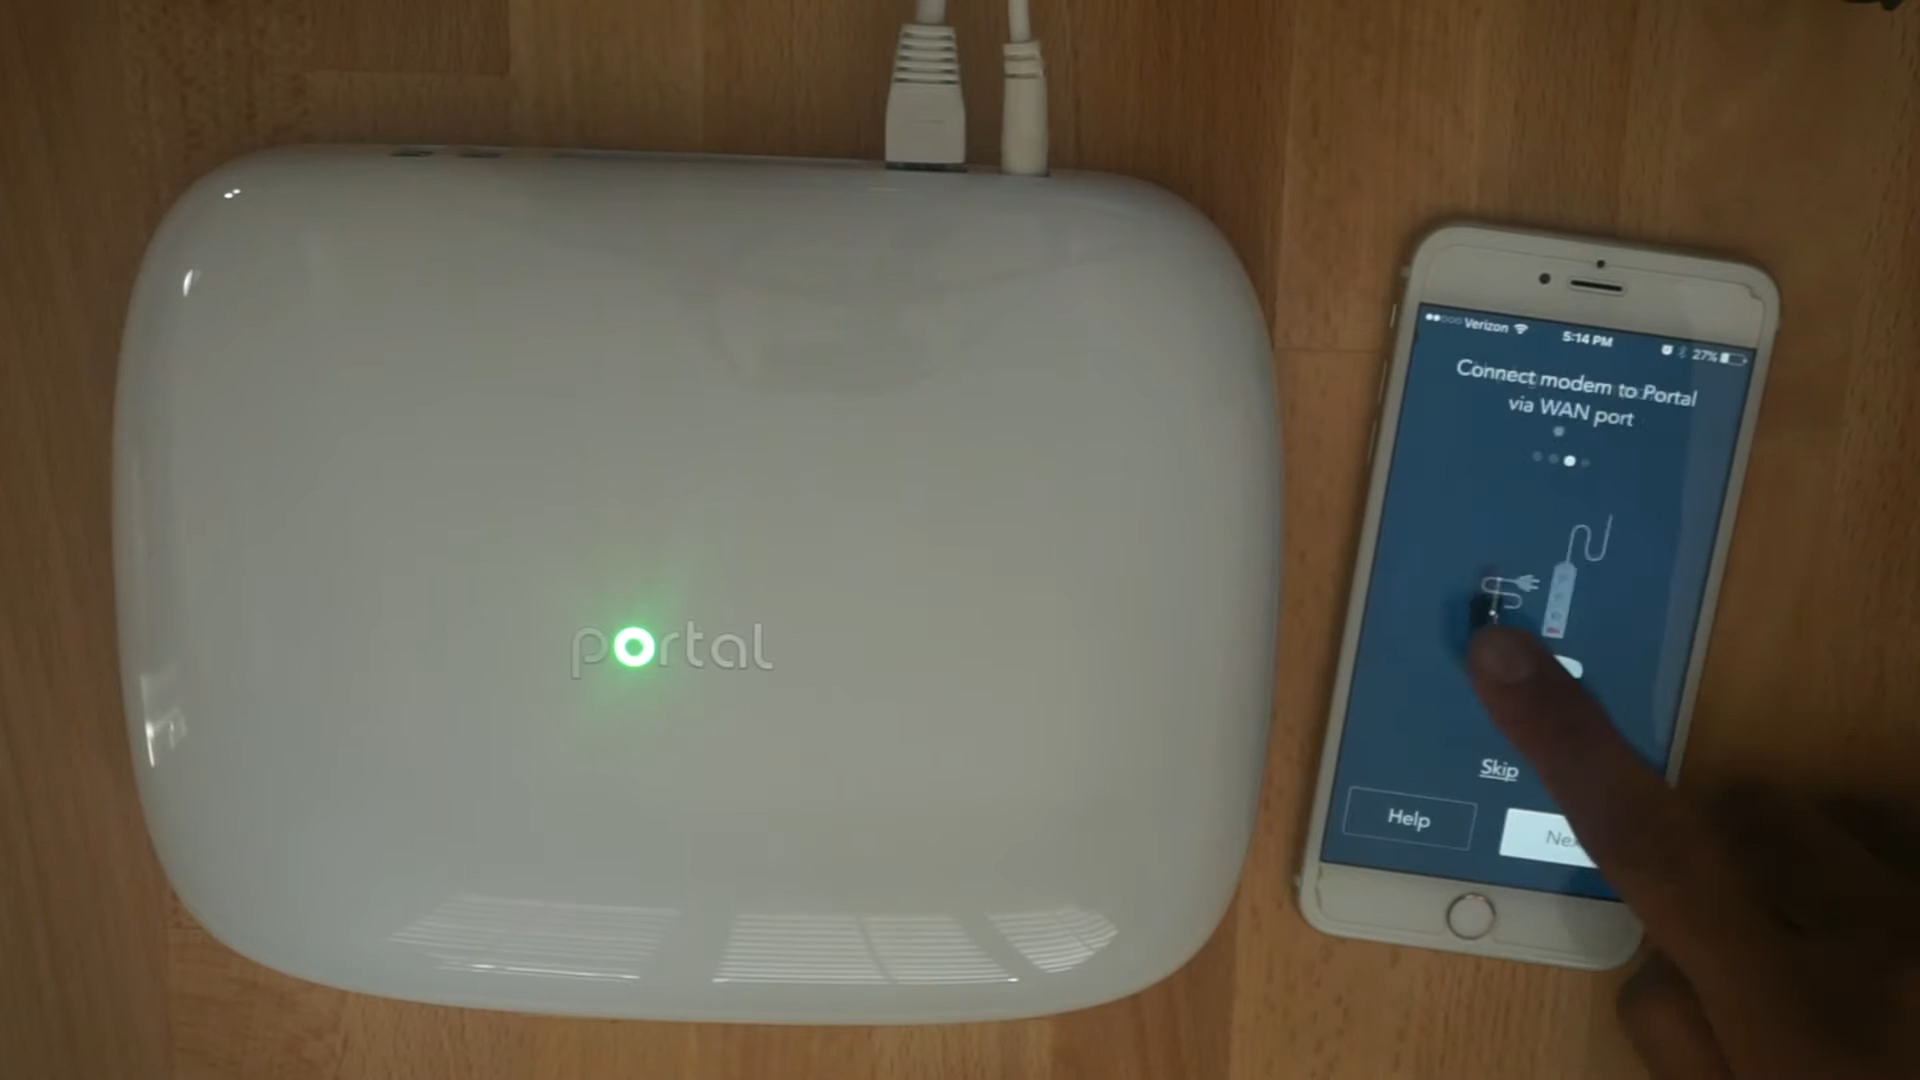 portal
Verizon
5:14 PM
27%
Connect modem to Portal
via WAN port
Skip
Help